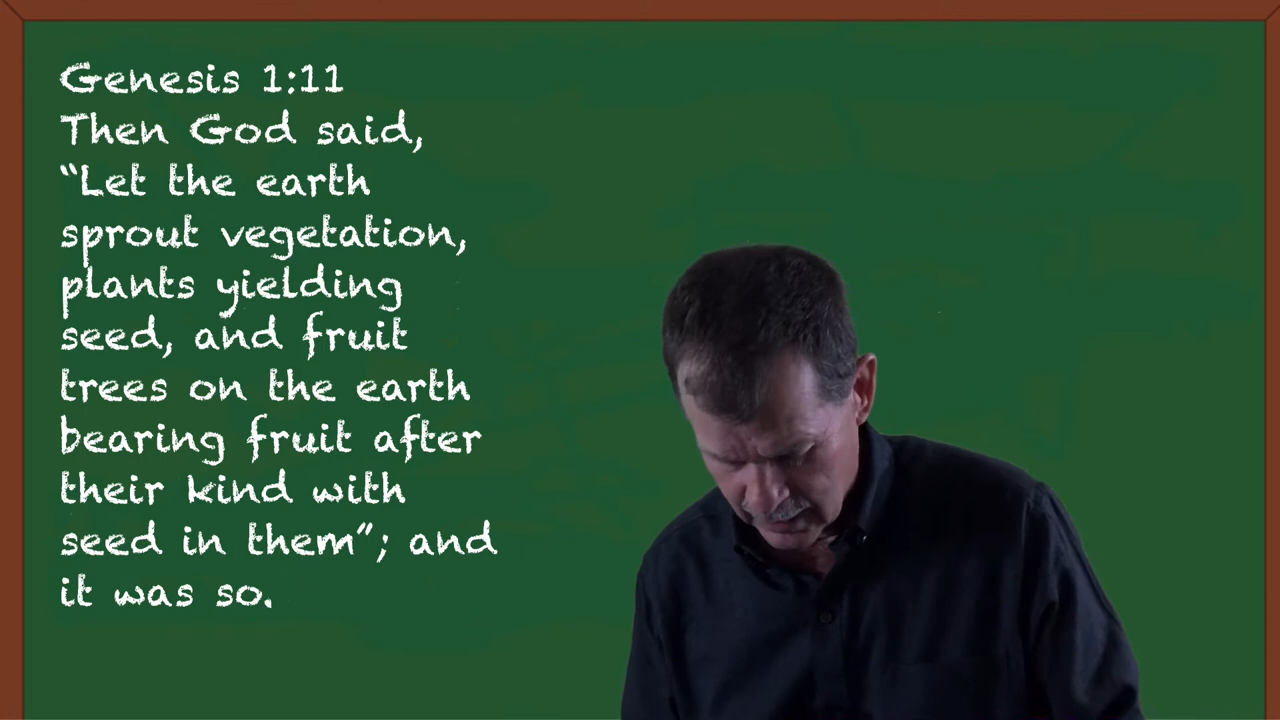 Genesis 1:11
Then God said,
“Let the earth
sprout vegetation,
plants yielding
seed, and fruit
trees on the earth
bearing fruit after
their kind with
seed in them”; and
it was so.